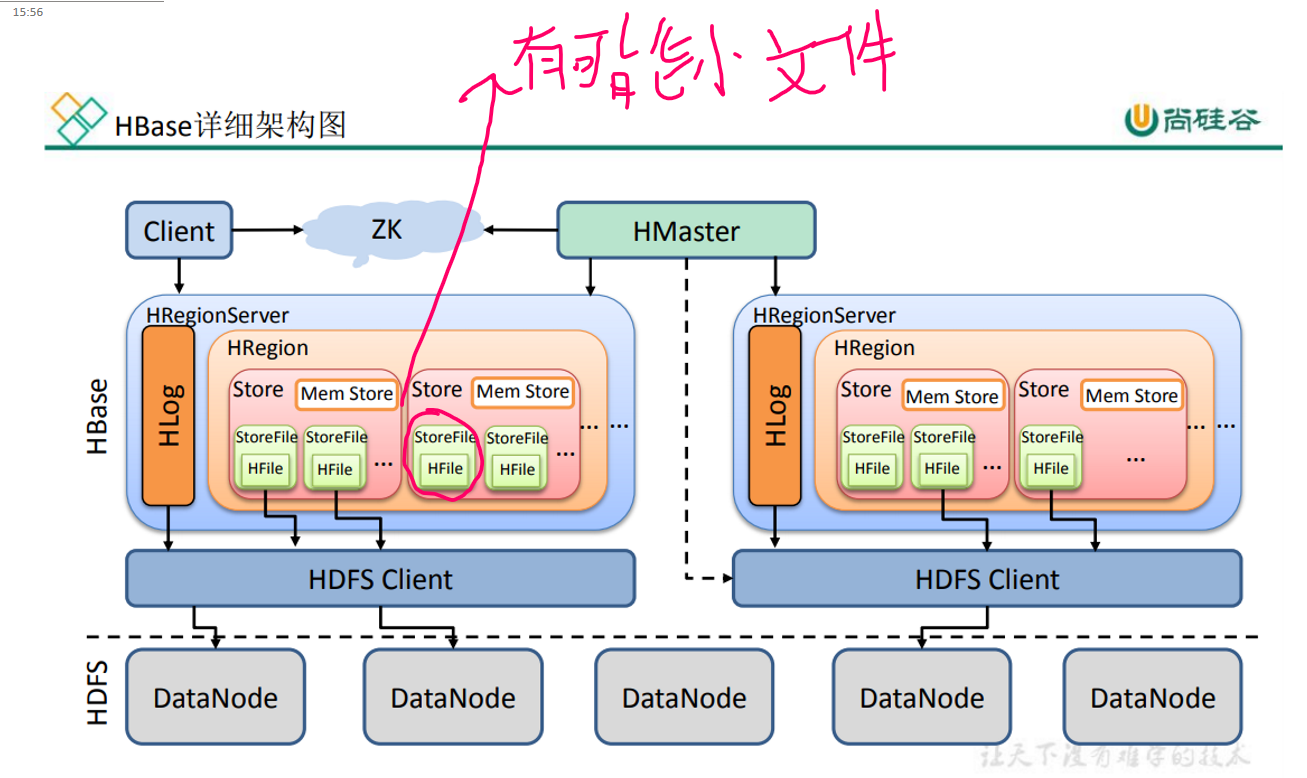 15:56
有可能小文件
HBase详细架构图
尚硅谷
Client
ZK
HMaster
HBase
HRegionServer
HLog
HRegion
Store
Mem Store
StoreFile
HFile
StoreFile
HFile
...
Store
Mem Store
StoreFile
HFile
StoreFile
HFile
...
... ...
HRegionServer
HLog
HRegion
Store
Mem Store
StoreFile
HFile
StoreFile
HFile
...
Store
Mem Store
StoreFile
HFile
...
... ...
HDFS Client
HDFS Client
HDFS
DataNode
DataNode
DataNode
DataNode
DataNode
让天下没有难学的技术